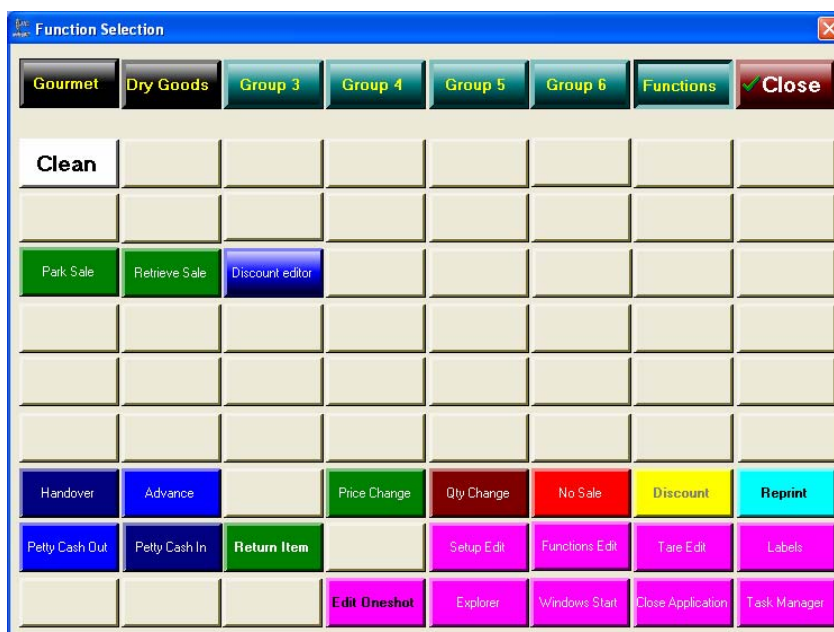 Function Selection
Gourmet Dry Goods Group 3 Group 4 Group 5 Group 6 Functions Close
Clean
Park Sale Retrieve Sale Discount editor
Handover Advance Price Change Qty Change No Sale Discount Reprint
Petty Cash Out Petty Cash In Return Item Setup Edit Functions Edit Tare Edit Labels
Edit Oneshot Explorer Windows Start Close Application Task Manager